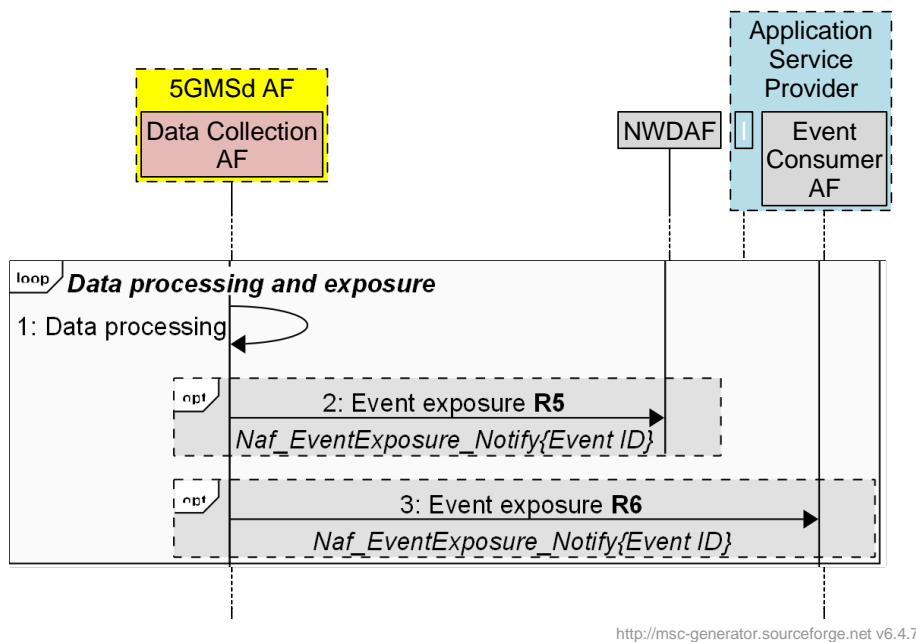 Application
Service
Provider
5GMSd AF
Data Collection
AF
NWDAF
Event
Consumer
AF
loop
Data processing and exposure
1: Data processing
opt
2: Event exposure R5
Naf_EventExposure_Notify{Event ID}
opt
3: Event exposure R6
Naf_EventExposure_Notify{Event ID}
http://msc-generator.sourceforge.net v6.4.7